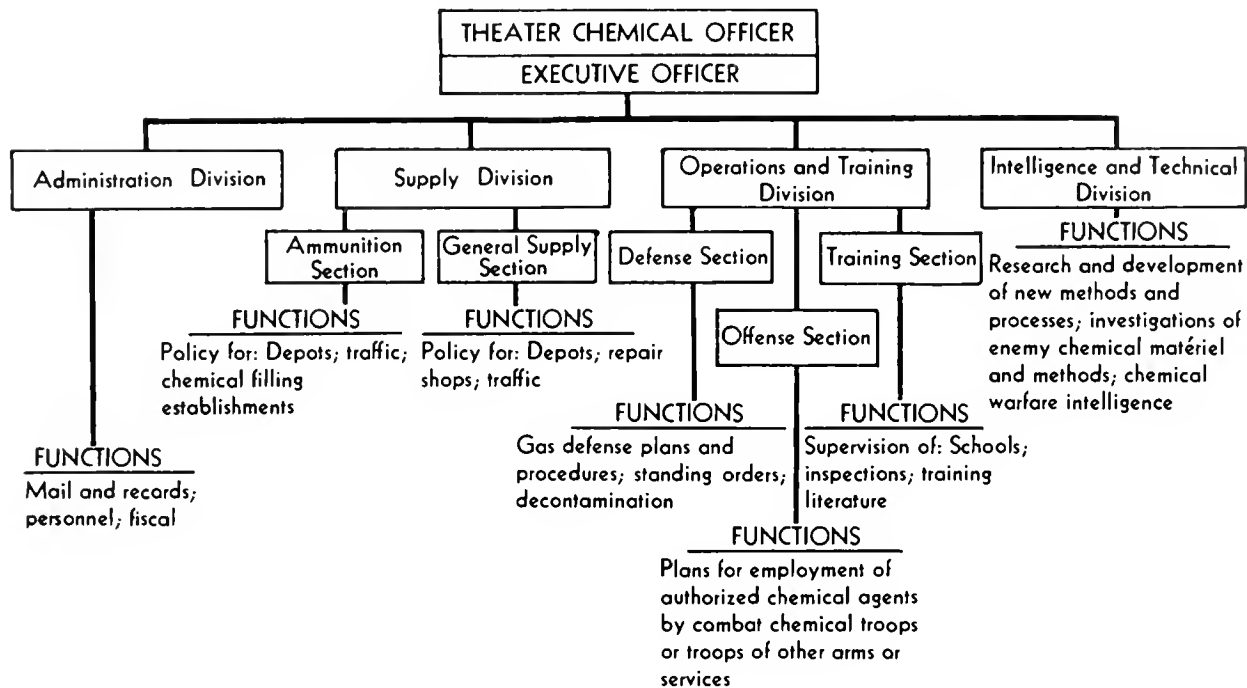 THEATER CHEMICAL OFFICER
EXECUTIVE OFFICER
Administration Division
Supply Division
Operations and Training
Division
Intelligence and Technical
Division
Ammunition
Section
General Supply
Section
Defense Section
Training Section
Offense Section
FUNCTIONS
Mail and records;
personnel; fiscal
FUNCTIONS
Policy for: Depots; traffic;
chemical filling
establishments
FUNCTIONS
Policy for: Depots; repair
shops; traffic
FUNCTIONS
Gas defense plans and
procedures; standing orders;
decontamination
FUNCTIONS
Plans for employment of
authorized chemical agents
by combat chemical troops
or troops of other arms or
services
FUNCTIONS
Supervision of: Schools;
inspections; training
literature
FUNCTIONS
Research and development
of new methods and
processes; investigations of
enemy chemical matériel
and methods; chemical
warfare intelligence